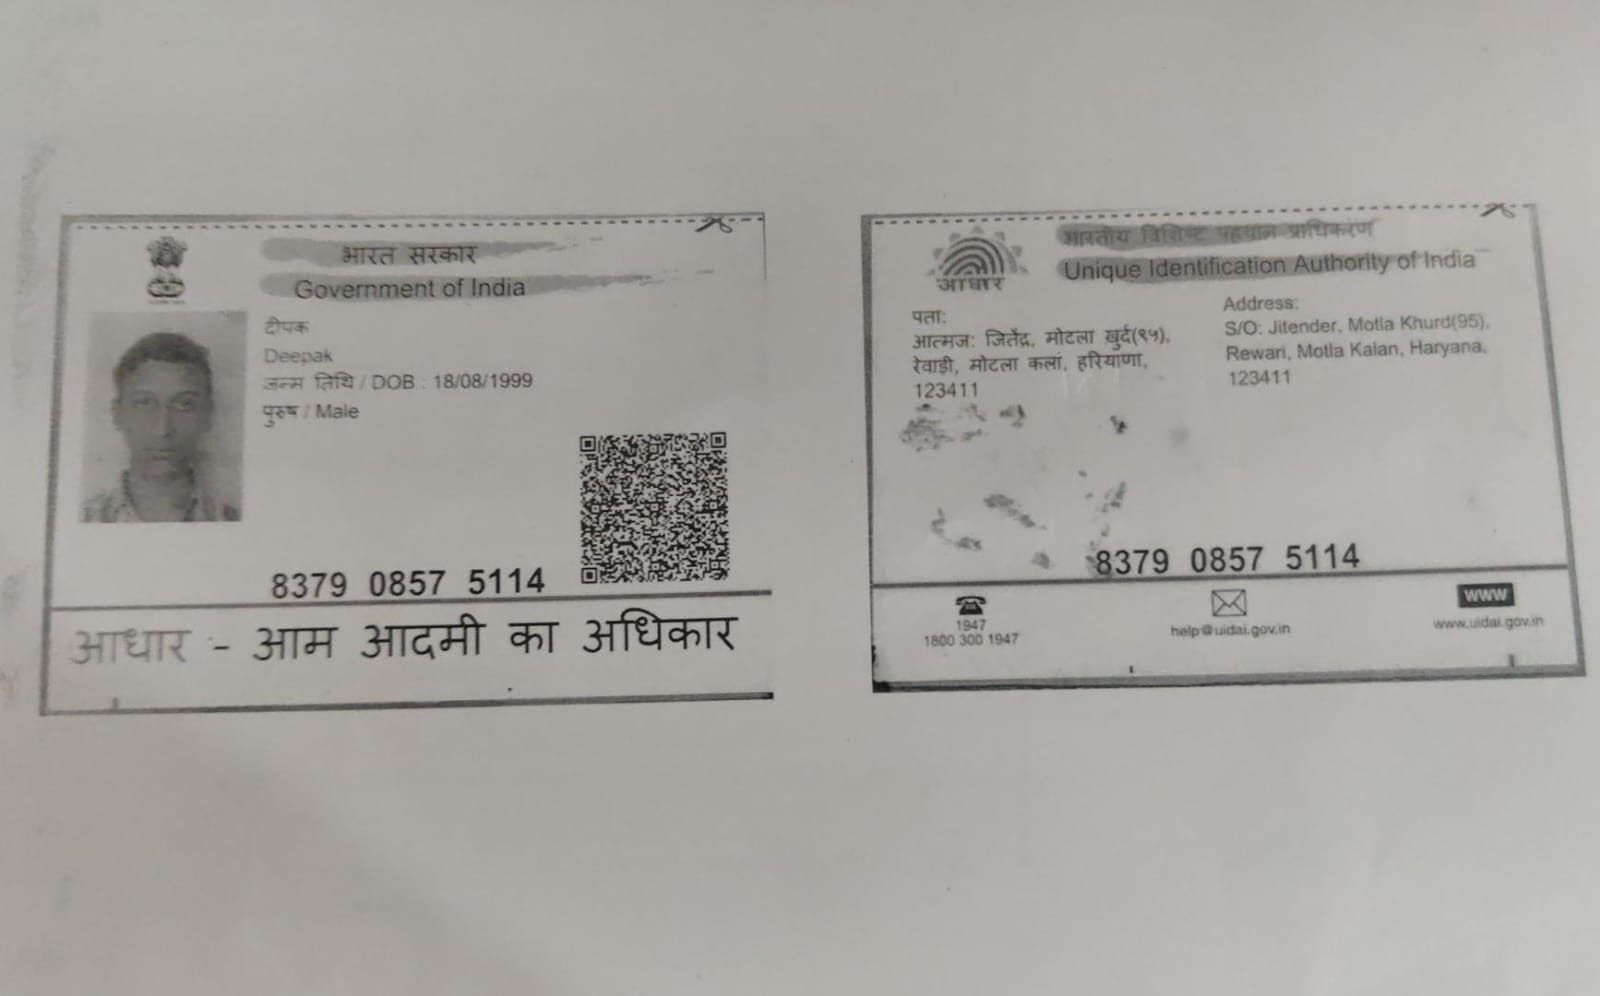 भारत सरकार
Government of India
दीपक
Deepak
जन्म तिथि / DOB : 18/08/1999
पुरुष / Male
8379 0857 5114
आधार - आम आदमी का अधिकार
भारतीय विशिष्ट पहचान प्राधिकरण
Unique Identification Authority of India
आधार
पता:
आत्मज: जितेंद्र, मोटला खुर्द(९५),
रेवाड़ी, मोटला कलां, हरियाणा,
123411
Address:
S/O: Jitender, Motla Khurd(95),
Rewari, Motla Kalan, Haryana,
123411
8379 0857 5114
1947
1800 300 1947
help@uidai.gov.in
WWW
www.uidai.gov.in